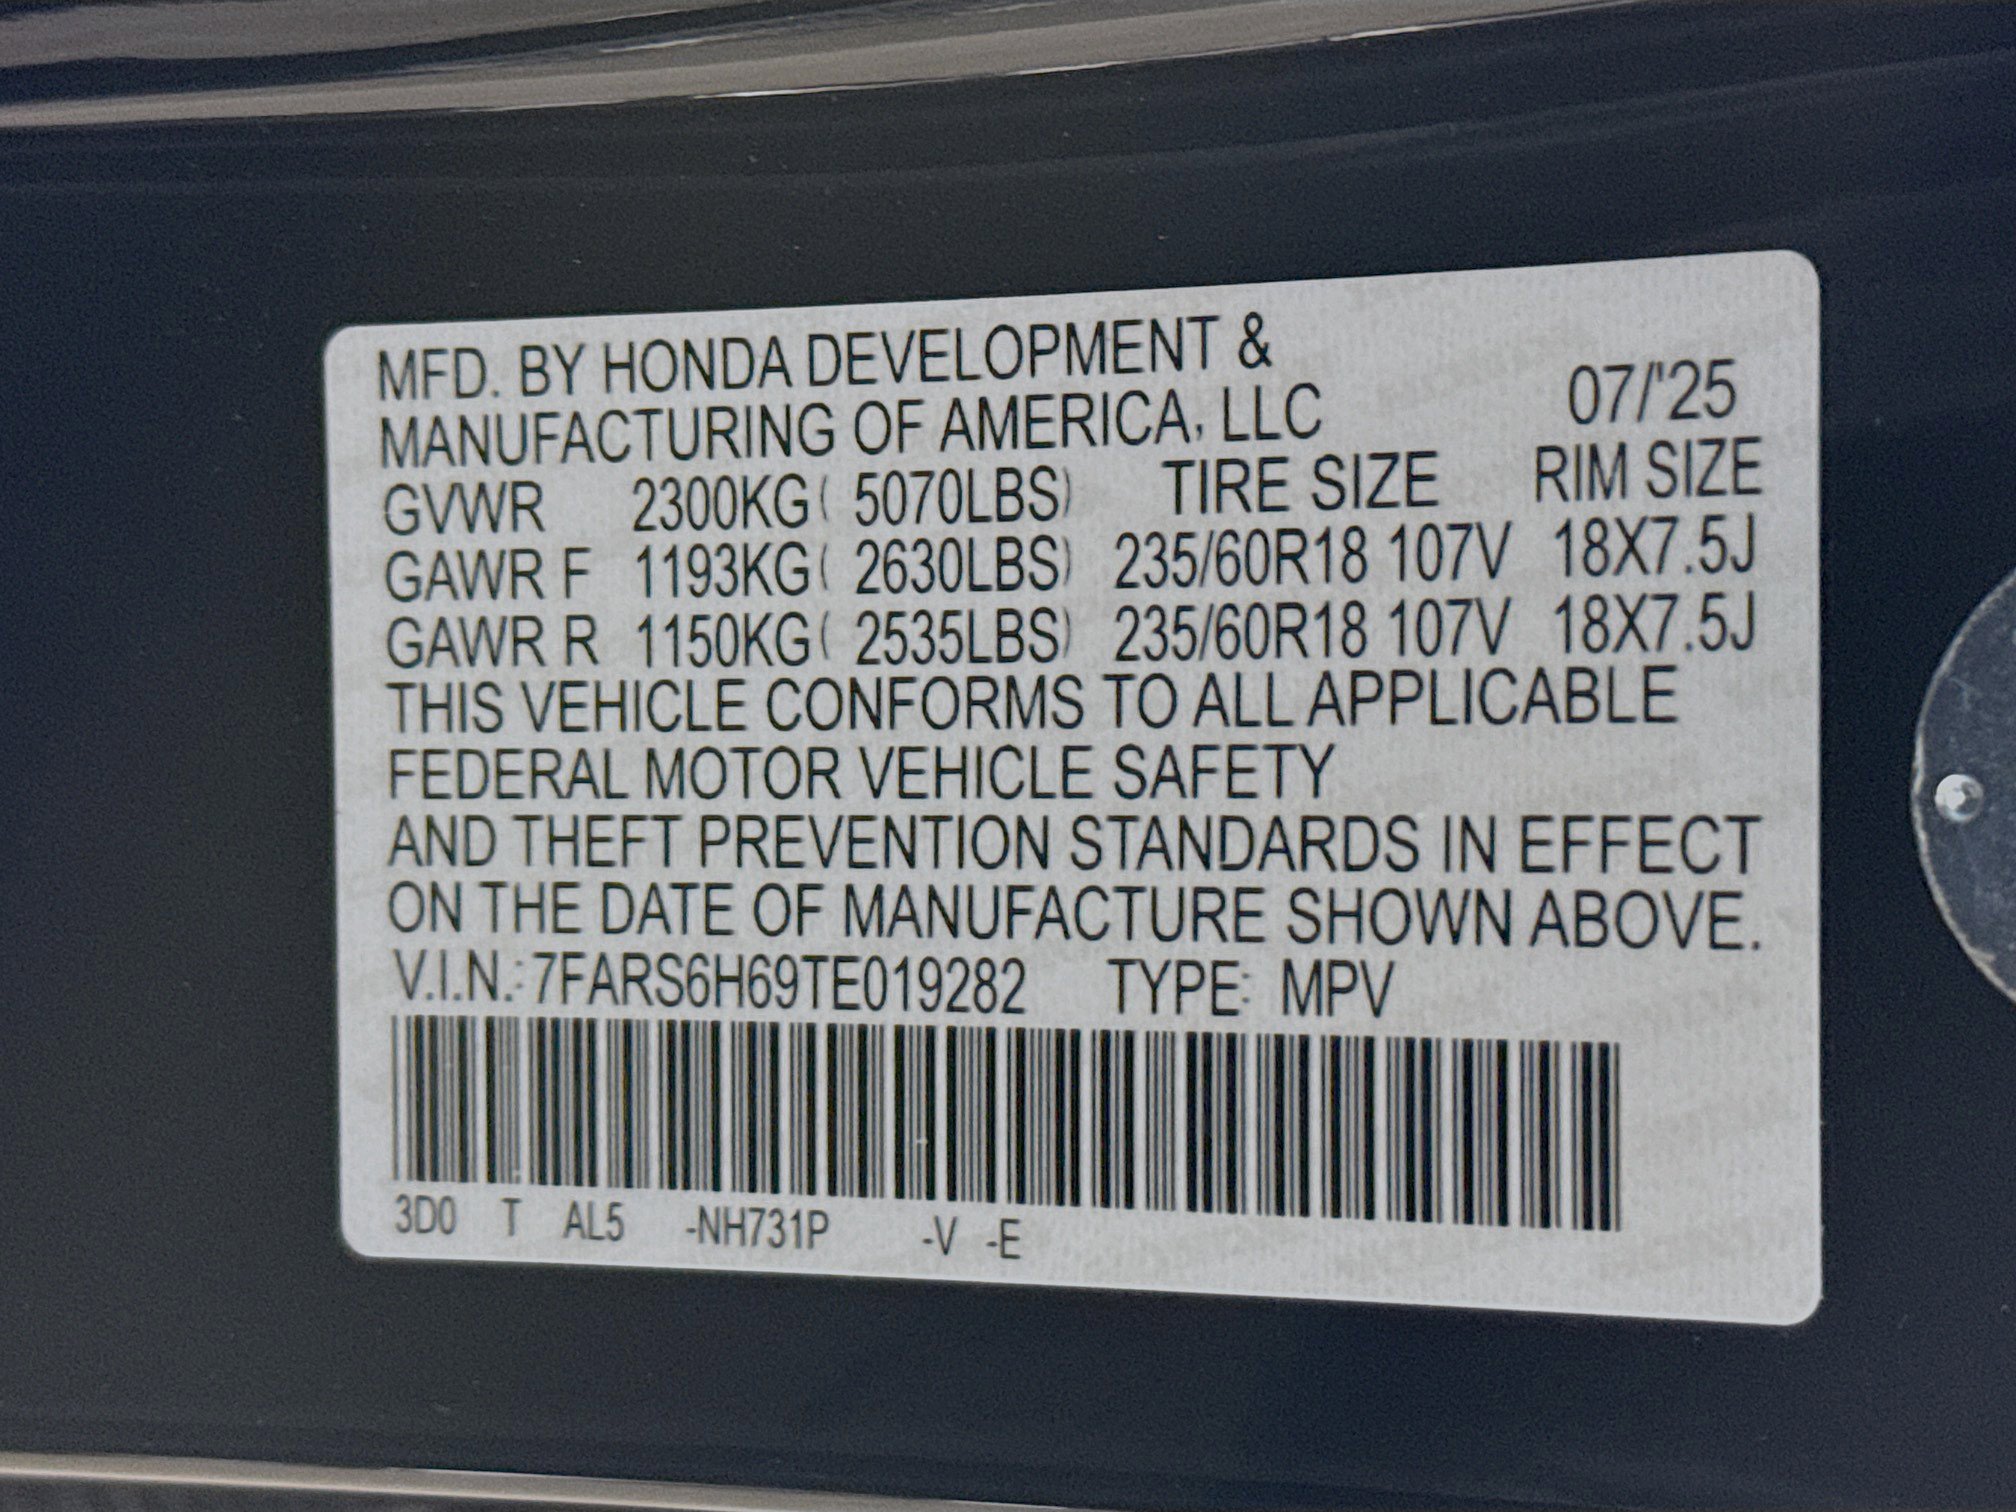 MFD. BY HONDA DEVELOPMENT &
MANUFACTURING OF AMERICA, LLC 07/'25
GVWR 2300KG( 5070LBS) TIRE SIZE RIM SIZE
GAWR F 1193KG( 2630LBS) 235/60R18 107V 18X7.5J
GAWR R 1150KG( 2535LBS) 235/60R18 107V 18X7.5J
THIS VEHICLE CONFORMS TO ALL APPLICABLE
FEDERAL MOTOR VEHICLE SAFETY
AND THEFT PREVENTION STANDARDS IN EFFECT
ON THE DATE OF MANUFACTURE SHOWN ABOVE.
V.I.N.: 7FARS6H69TE019282 TYPE: MPV
3D0 T AL5 -NH731P -V -E